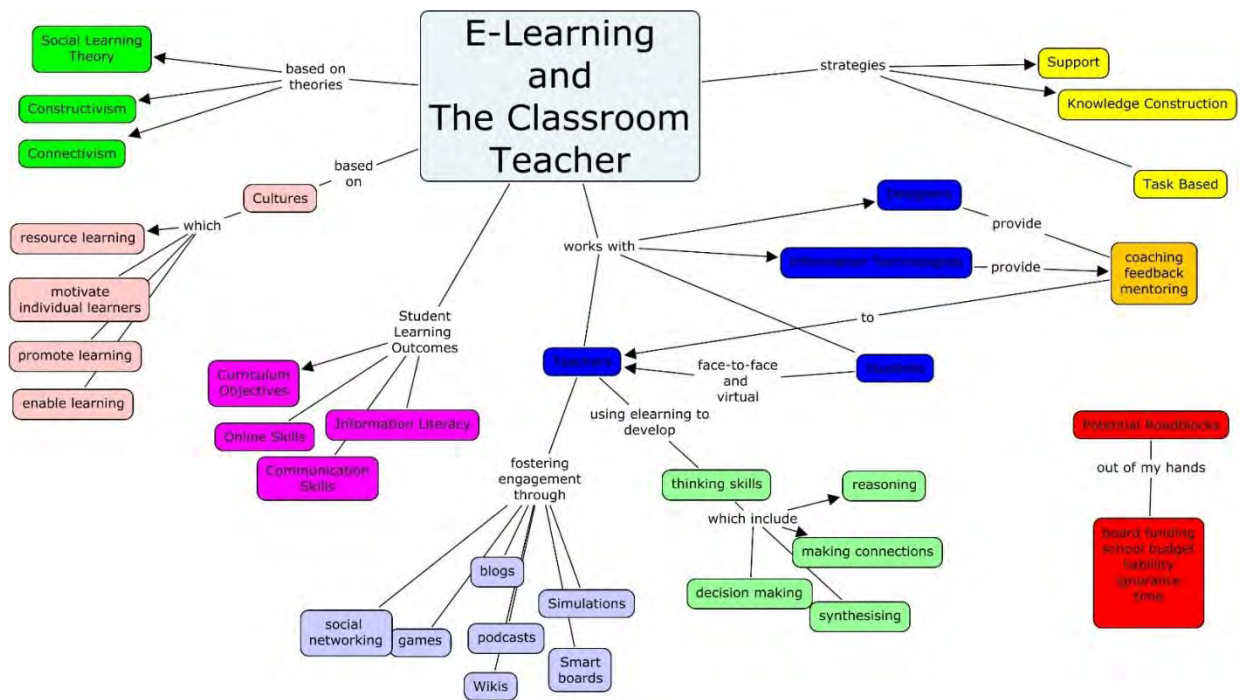 E-Learning
and
The Classroom
Teacher
Social Learning
Theory
based on
theories
Constructivism
Connectivism
strategies
Support
Knowledge Construction
Task Based
based
on
Cultures
which
resource learning
motivate
individual learners
promote learning
enable learning
Student
Learning
Outcomes
Curriculum
Objectives
Online Skills
Information Literacy
Communication
Skills
works with
provide
provide
coaching
feedback
mentoring
to
Teachers
face-to-face
and
virtual
Students
using elearning to
develop
fostering
engagement
through
thinking skills
which include
reasoning
making connections
decision making
synthesising
blogs
Simulations
social
networking
games
podcasts
Smart
boards
Wikis
Potential Roadblocks
out of my hands
board funding
school budget
liability
ignorance
time